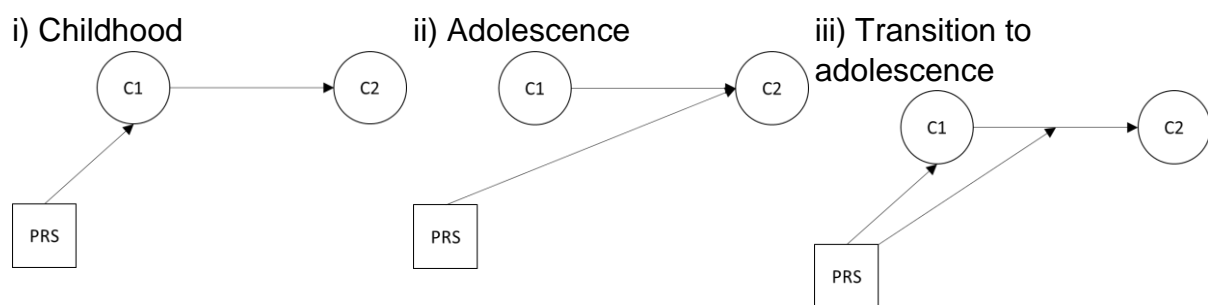 i) Childhood
C1
C2
PRS
ii) Adolescence
C1
C2
PRS
iii) Transition to
adolescence
C1
C2
PRS